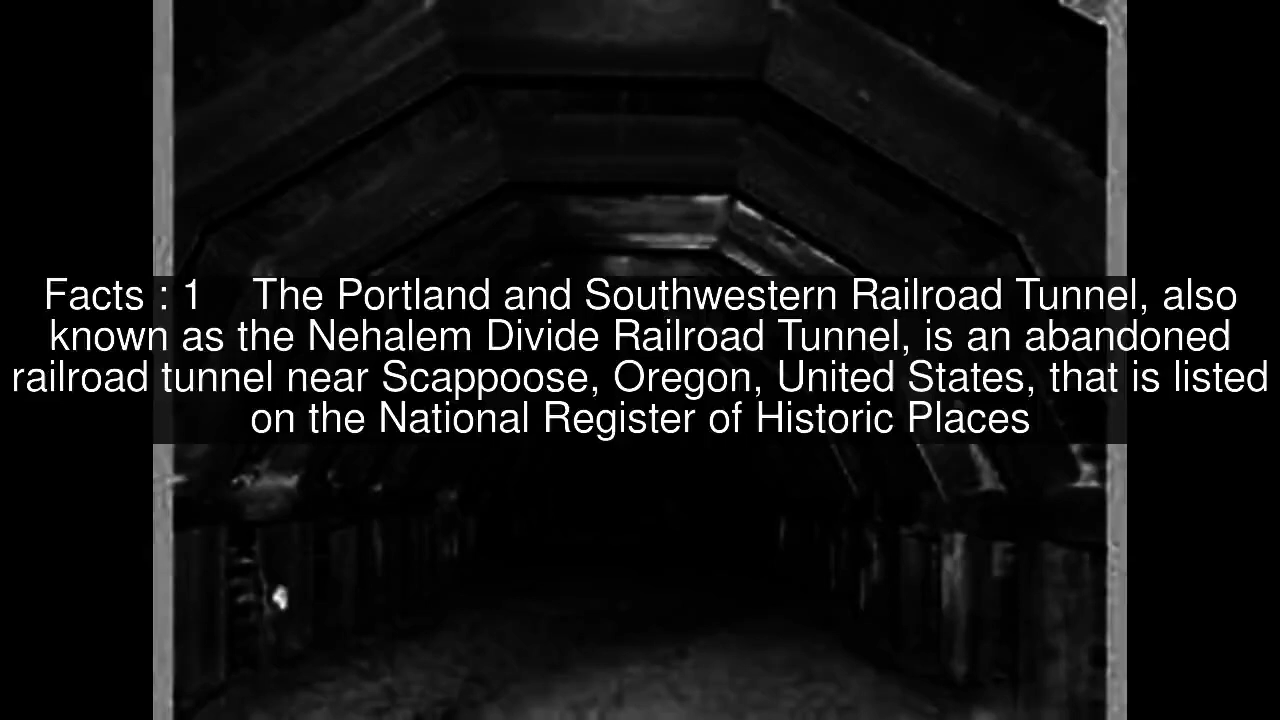 Facts : 1 The Portland and Southwestern Railroad Tunnel, also
known as the Nehalem Divide Railroad Tunnel, is an abandoned
railroad tunnel near Scappoose, Oregon, United States, that is listed
on the National Register of Historic Places